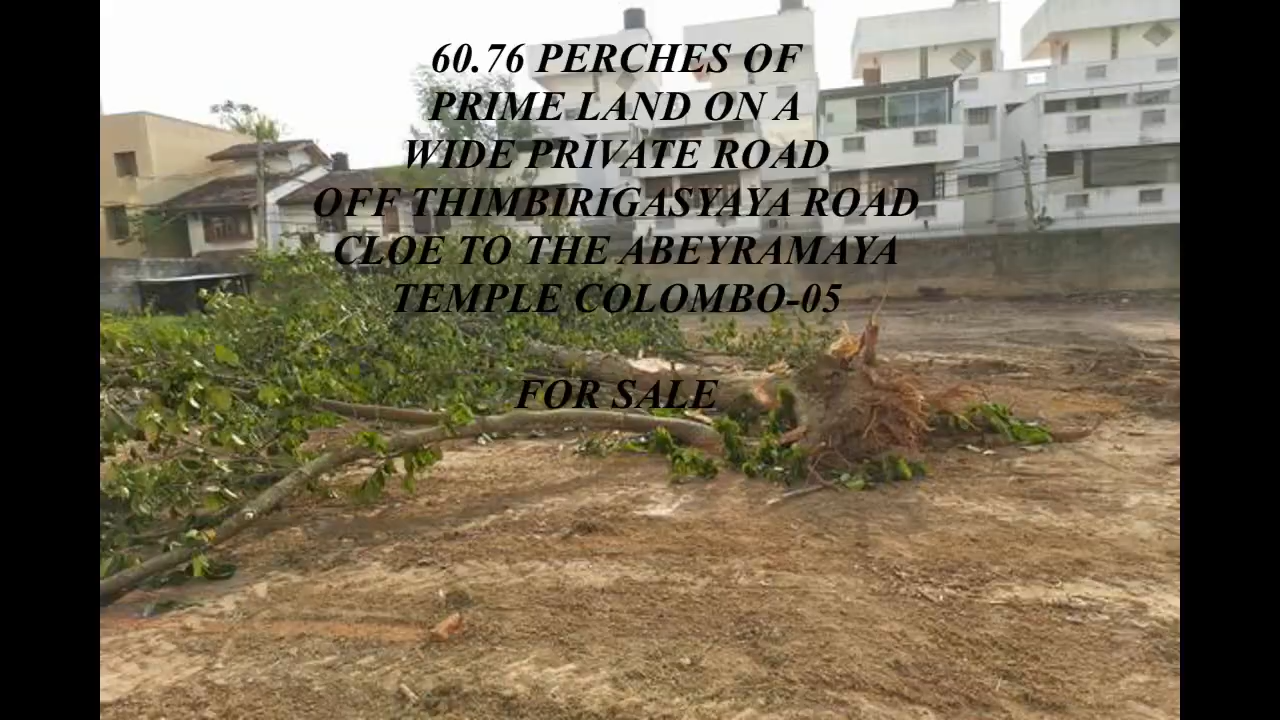 60.76 PERCHES OF
PRIME LAND ON A
WIDE PRIVATE ROAD
OFF THIMBIRIGASYAYA ROAD
CLOE TO THE ABEYRAMAYA
TEMPLE COLOMBO-05
FOR SALE